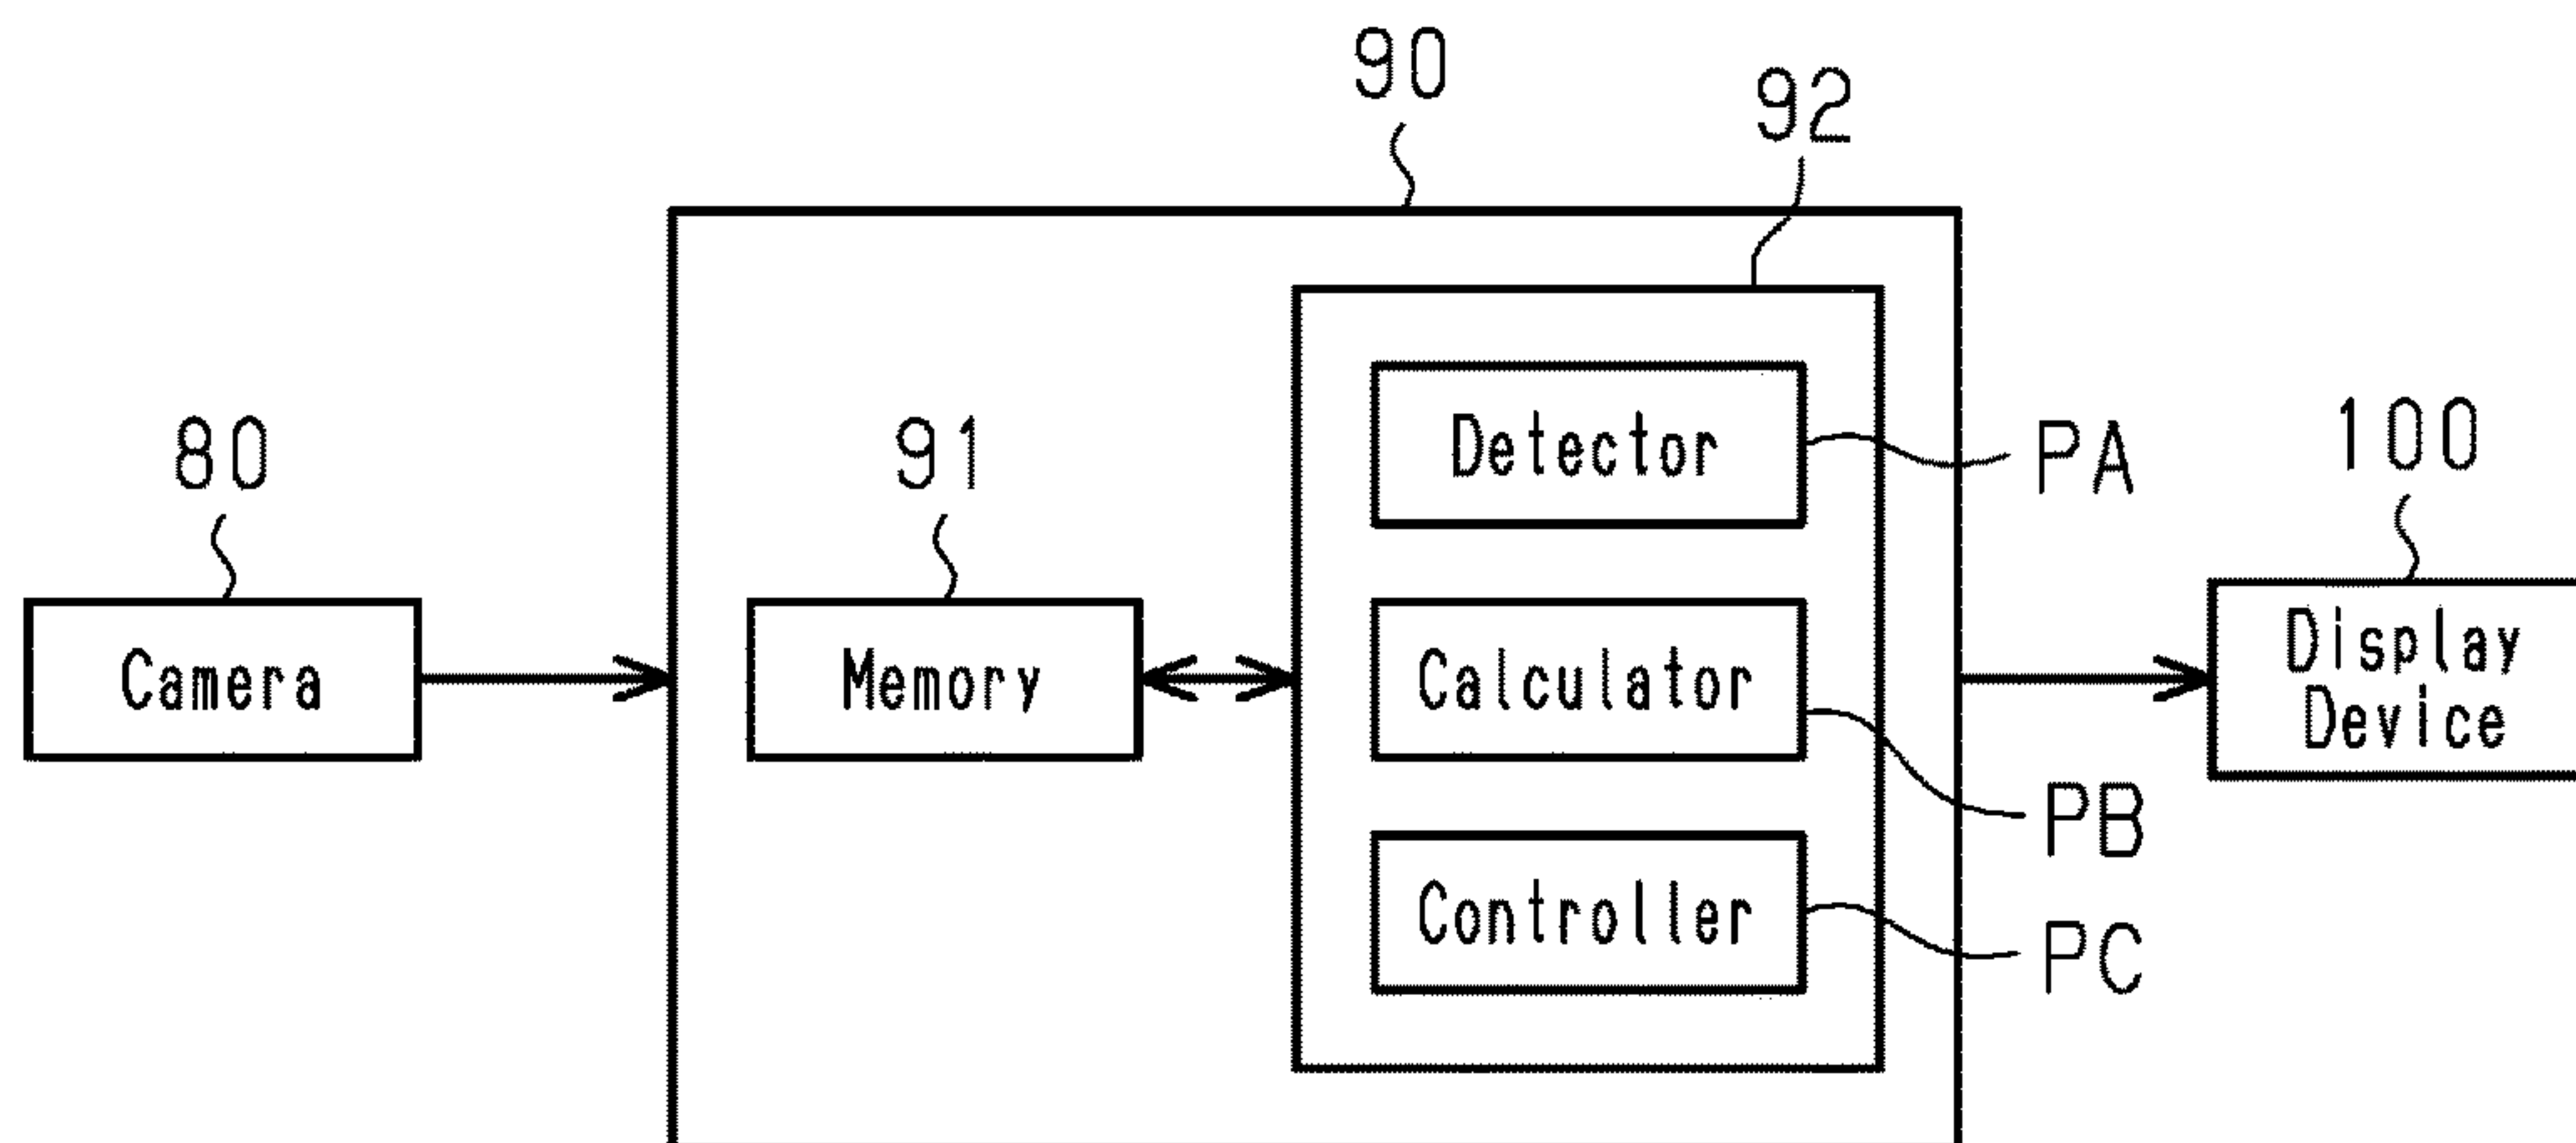 90
92
80
91
Detector
PA
100
Camera
Memory
Calculator
Display
Device
PB
Controller
PC